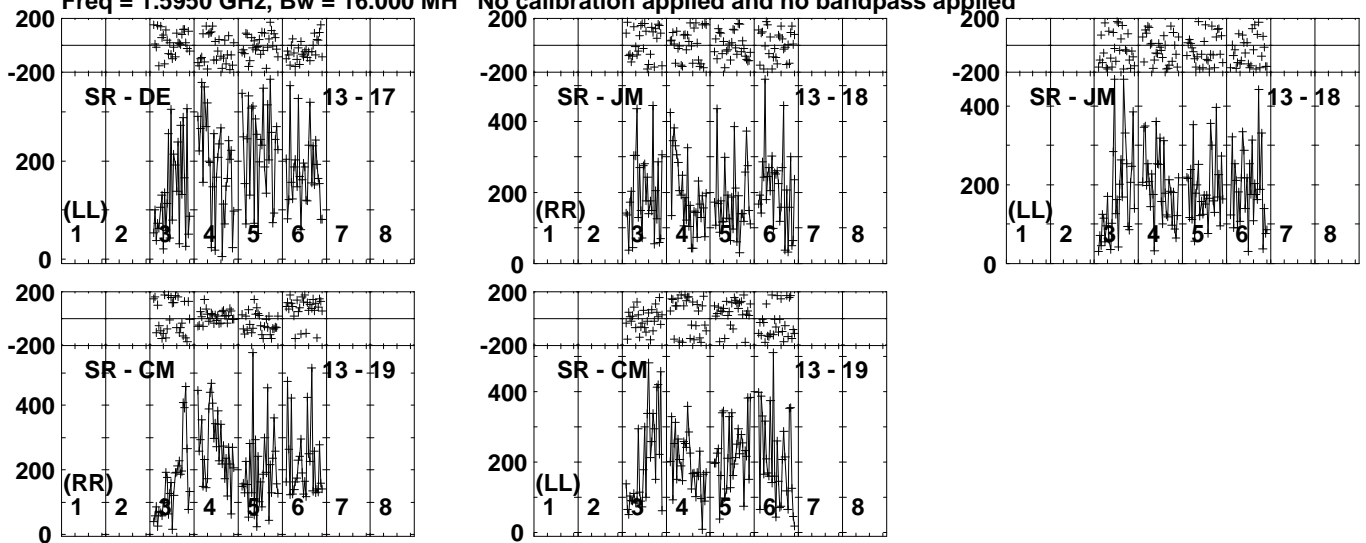 Freq = 1.5950 GHz, Bw = 16.000 MH No calibration applied and no bandpass applied
200
-200
SR - DE 13 - 17
200
(LL)
1 2 3 4 5 6 7 8
0
200
-200
SR - JM 13 - 18
400
200
(RR)
1 2 3 4 5 6 7 8
0
200
-200
SR - JM 13 - 18
400
200
(LL)
1 2 3 4 5 6 7 8
0
200
-200
SR - CM 13 - 19
400
200
(RR)
1 2 3 4 5 6 7 8
0
200
-200
SR - CM 13 - 19
400
200
(LL)
1 2 3 4 5 6 7 8
0